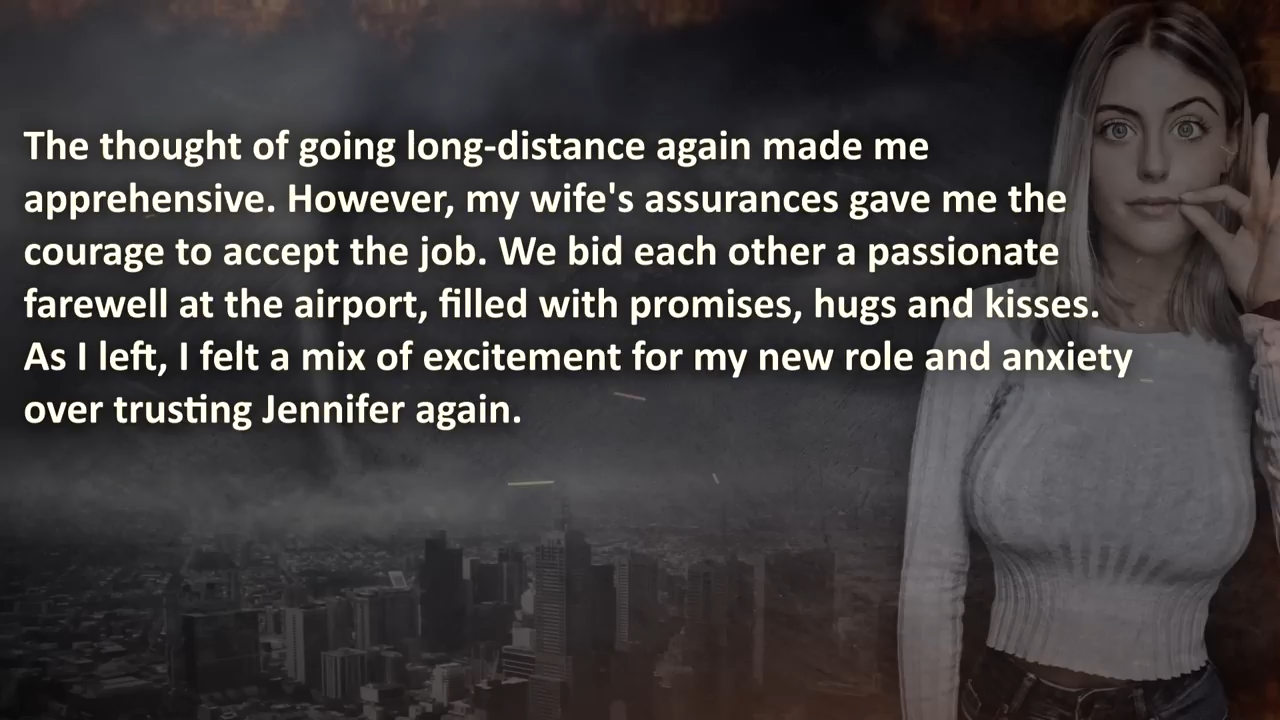 The thought of going long-distance again made me
apprehensive. However, my wife's assurances gave me the
courage to accept the job. We bid each other a passionate
farewell at the airport, filled with promises, hugs and kisses.
As I left, I felt a mix of excitement for my new role and anxiety
over trusting Jennifer again.